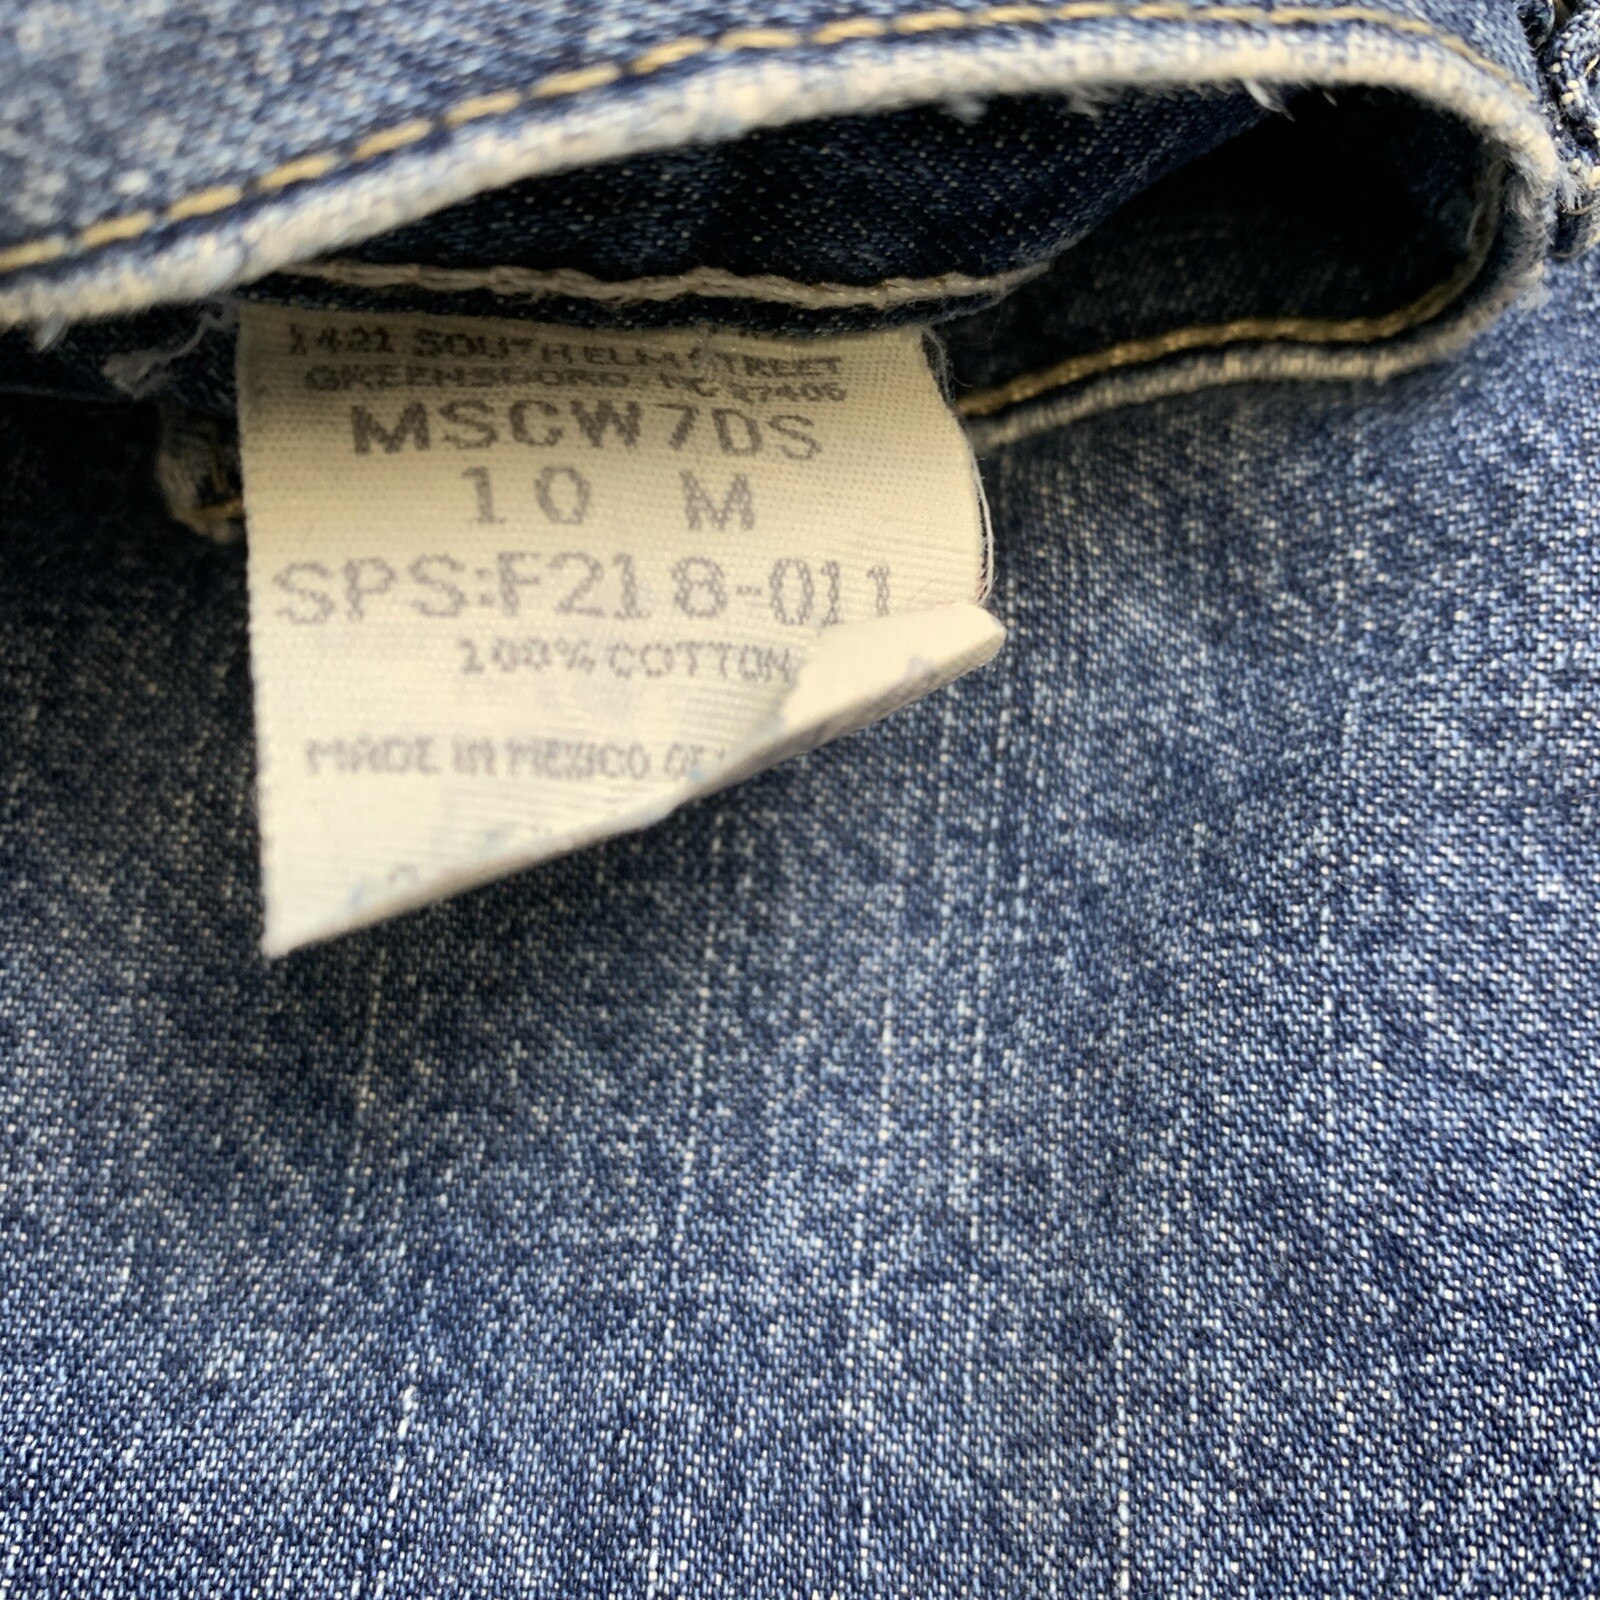 1421 SOUTH ELM STREET
GREENSBORO, NC 27406
MSCW7DS
10 M
SPS:F218-011
100% COTTON
MADE IN MEXICO OF